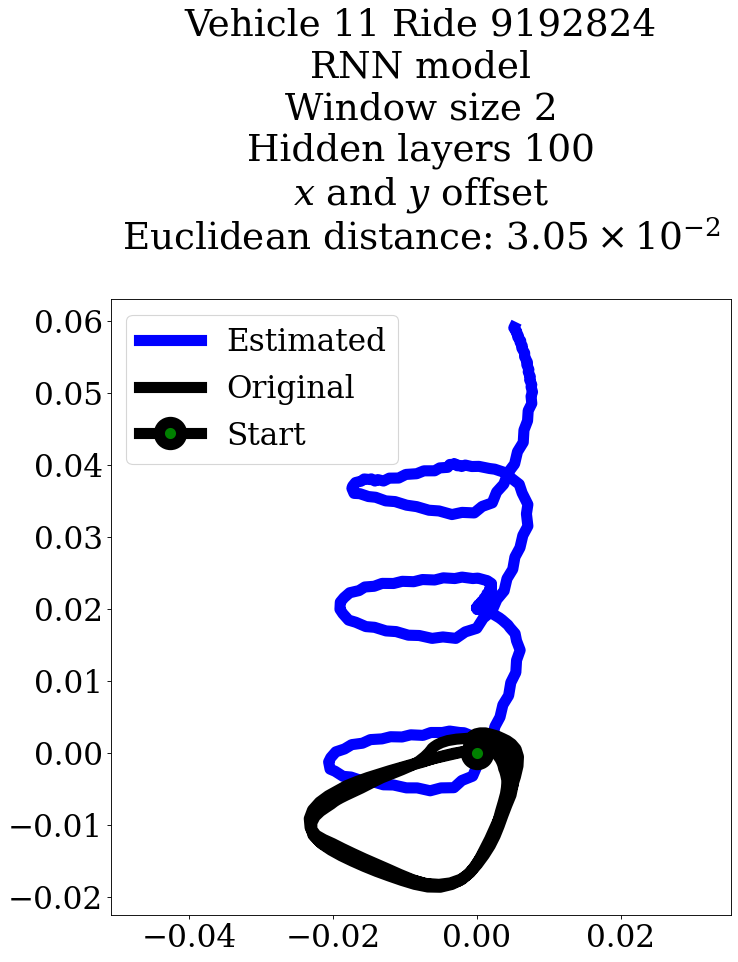 Vehicle 11 Ride 9192824
RNN model
Window size 2
Hidden layers 100
x and y offset
Euclidean distance: 3.05 × 10⁻²
Estimated
Original
Start
0.06
0.05
0.04
0.03
0.02
0.01
0.00
−0.01
−0.02
−0.04 −0.02 0.00 0.02